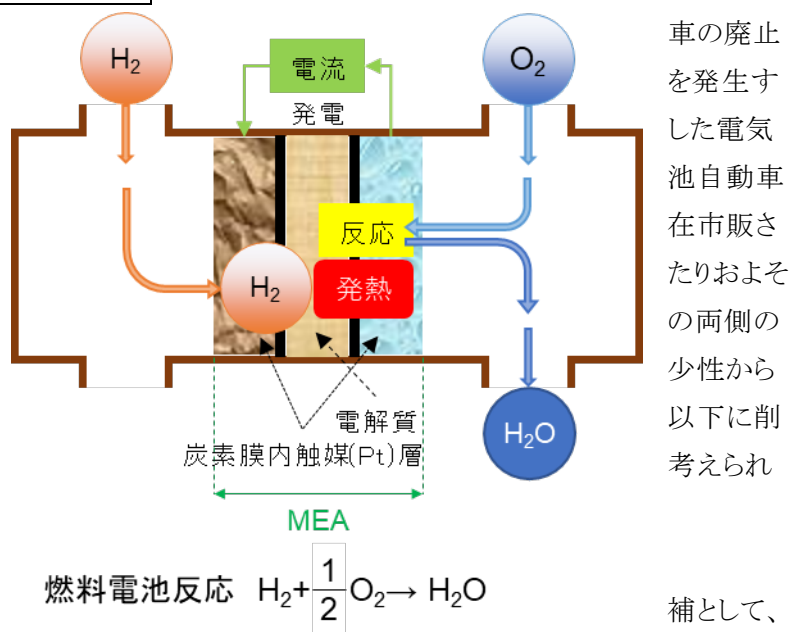 H₂
電流
O₂
発電
反応
H₂
発熱
電解質
炭素膜内触媒(Pt)層
H₂O
MEA
燃料電池反応 H₂+1/2 O₂→ H₂O
車の廃止
を発生す
した電気
池自動車
在市販さ
たりおよそ
の両側の
少性から
以下に削
考えられ
補として、